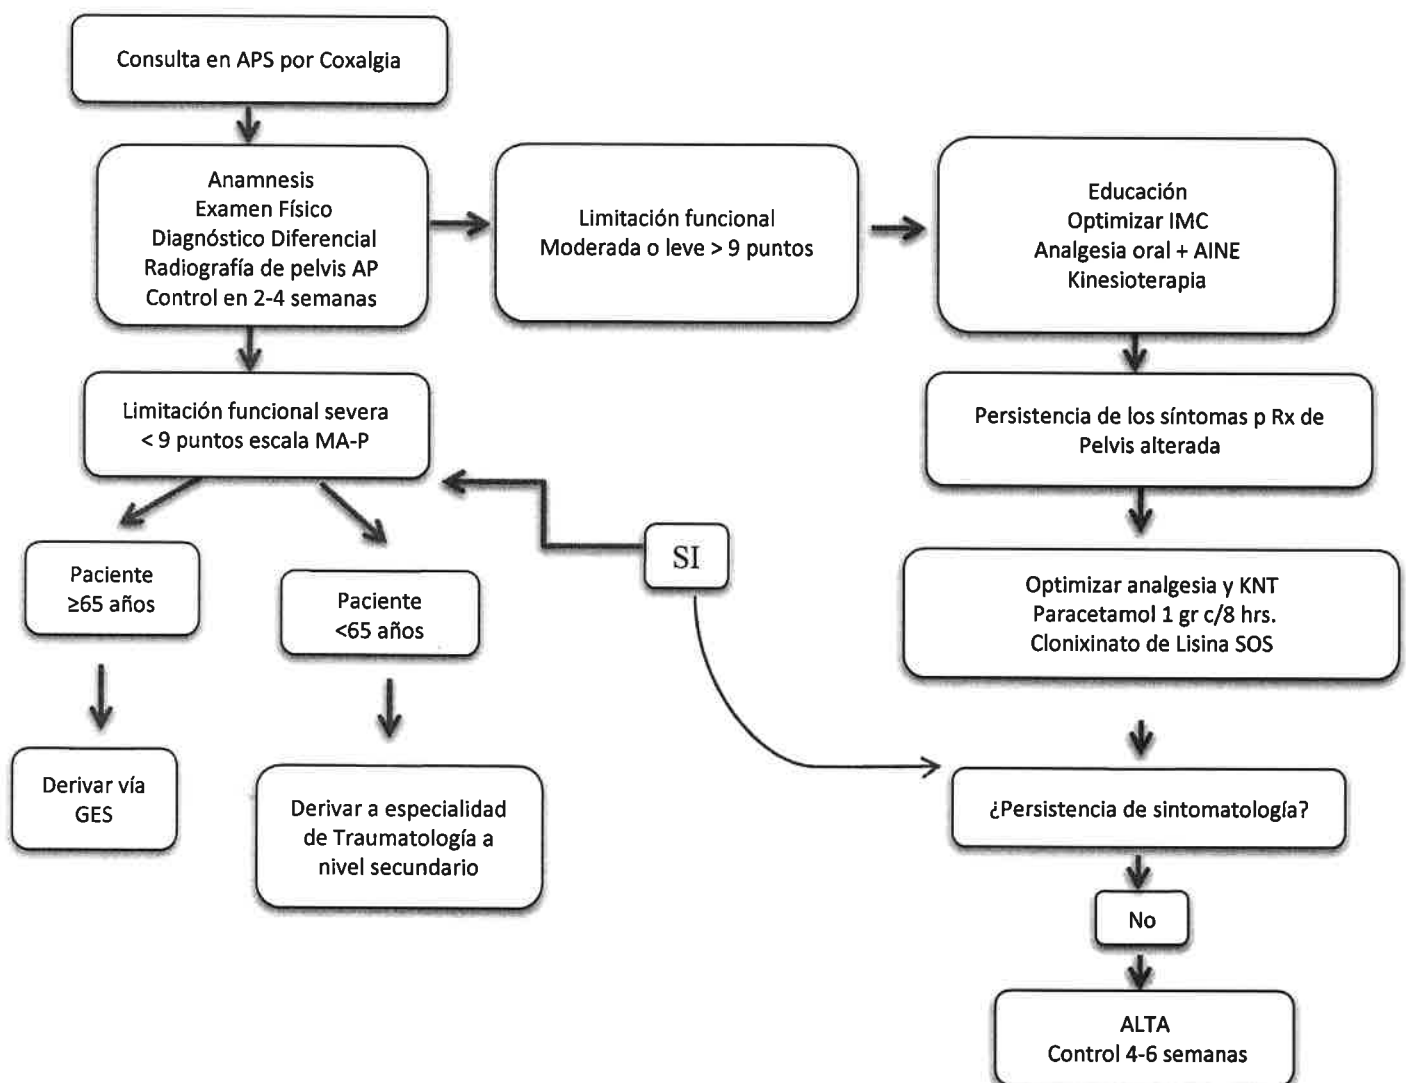 Consulta en APS por Coxalgia
Anamnesis
Examen Físico
Diagnóstico Diferencial
Radiografía de pelvis AP
Control en 2-4 semanas
Limitación funcional
Moderada o leve > 9 puntos
Educación
Optimizar IMC
Analgesia oral + AINE
Kinesioterapia
Limitación funcional severa
< 9 puntos escala MA-P
Persistencia de los síntomas p Rx de
Pelvis alterada
SI
Paciente
≥65 años
Paciente
<65 años
Optimizar analgesia y KNT
Paracetamol 1 gr c/8 hrs.
Clonixinato de Lisina SOS
Derivar vía
GES
Derivar a especialidad
de Traumatología a
nivel secundario
¿Persistencia de sintomatología?
No
ALTA
Control 4-6 semanas